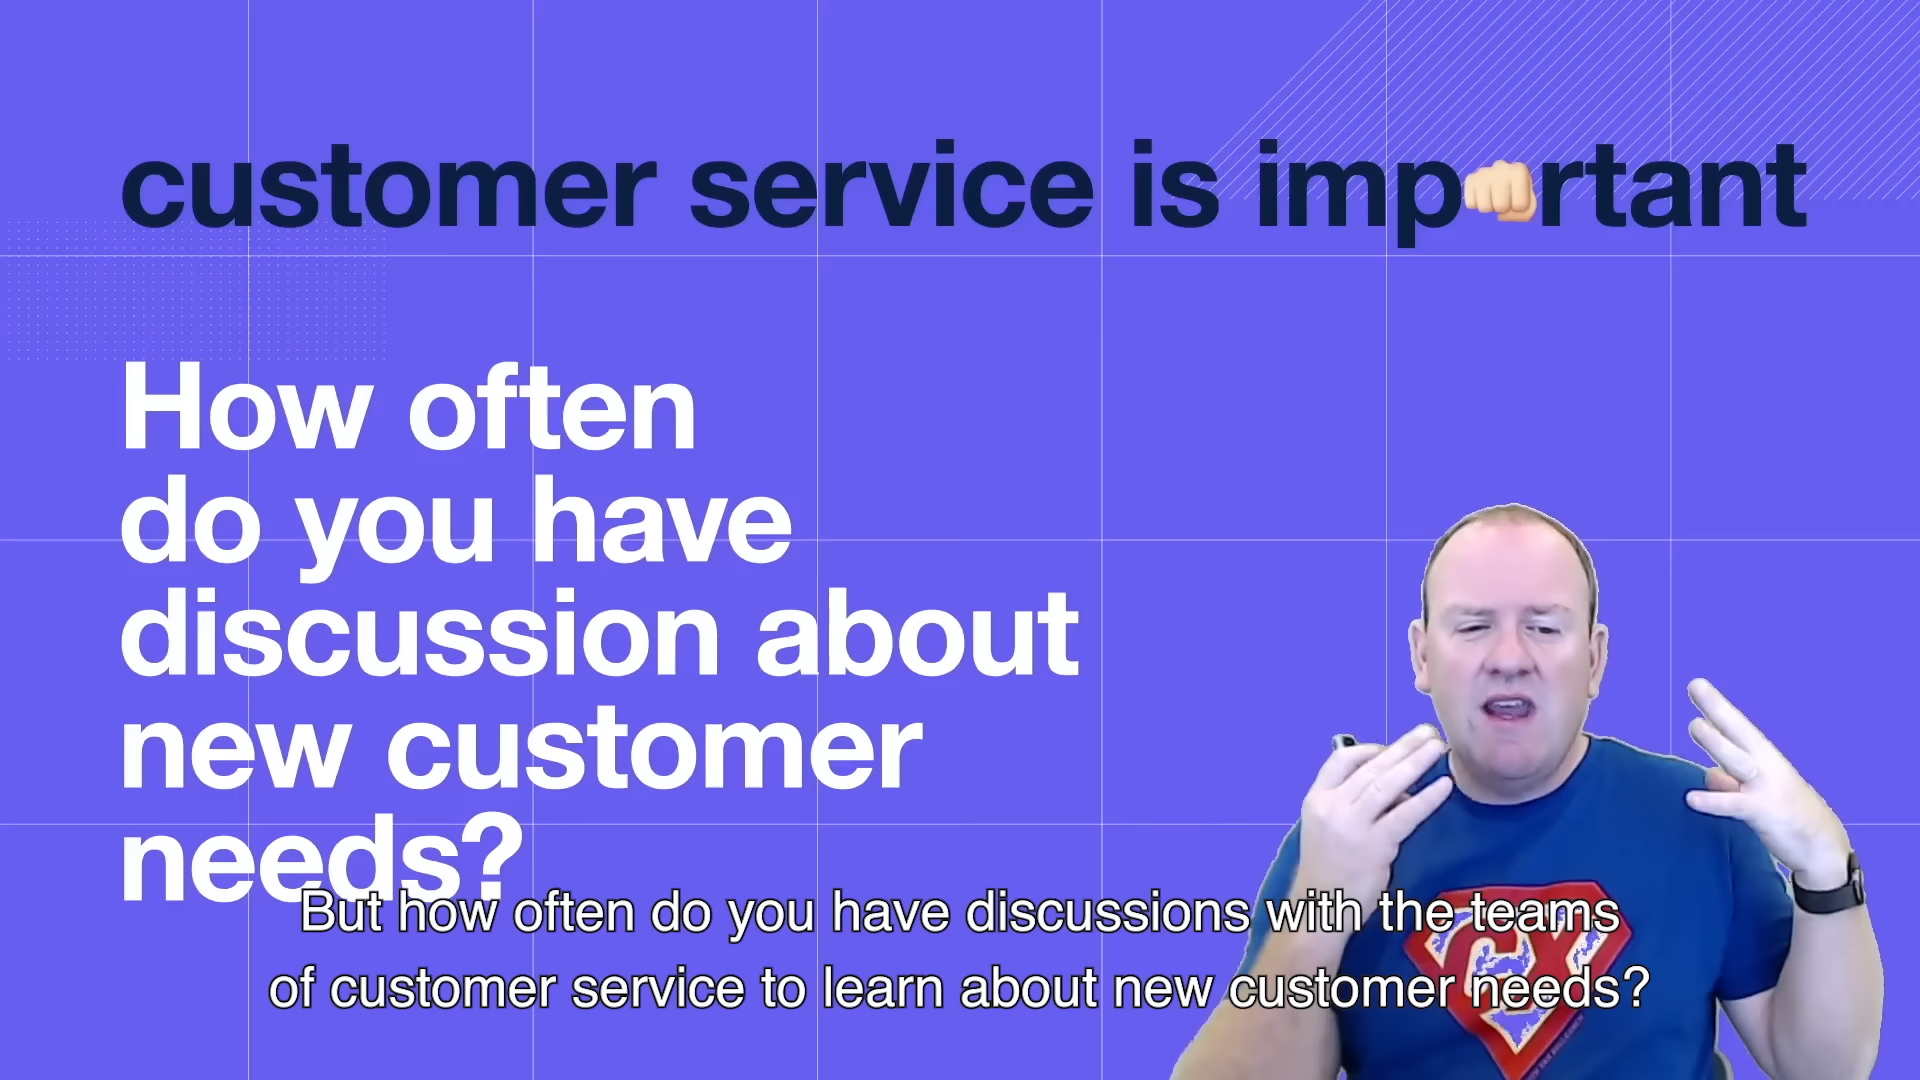 customer service is imp👊🏻rtant
How often
do you have
discussion about
new customer
needs?
But how often do you have discussions with the teams
of customer service to learn about new customer needs?
CX